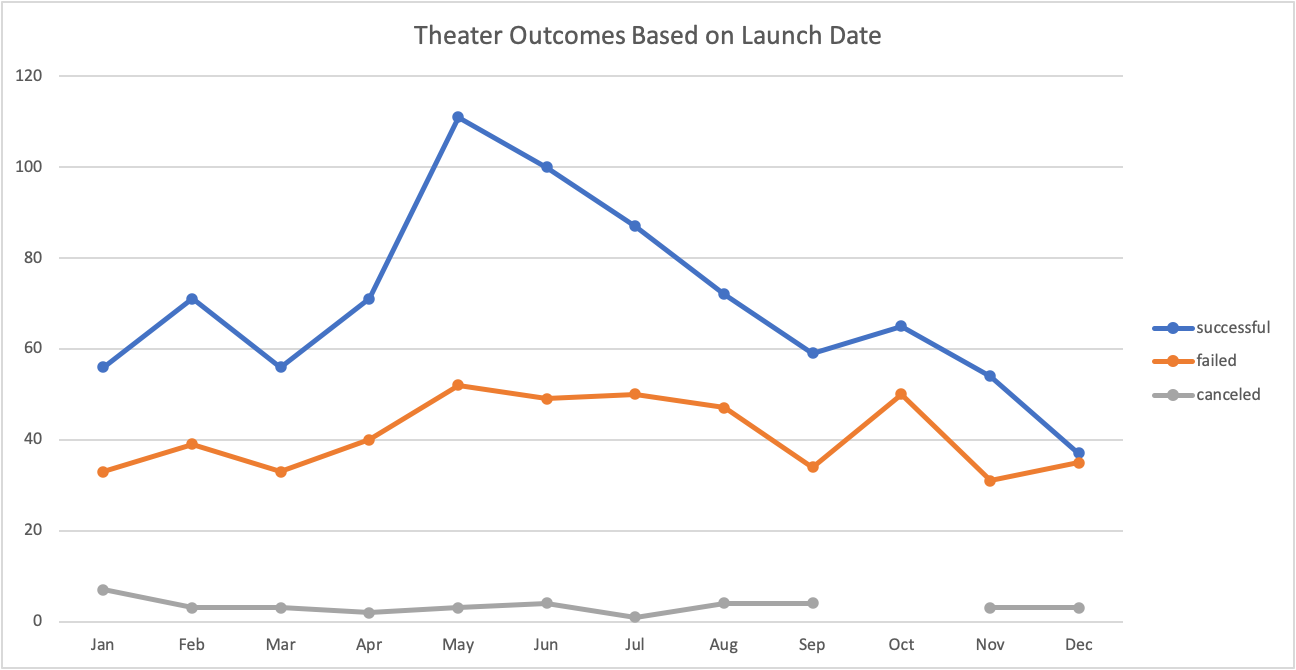 Theater Outcomes Based on Launch Date
120
100
80
60
40
20
0
Jan Feb Mar Apr May Jun Jul Aug Sep Oct Nov Dec
successful
failed
canceled